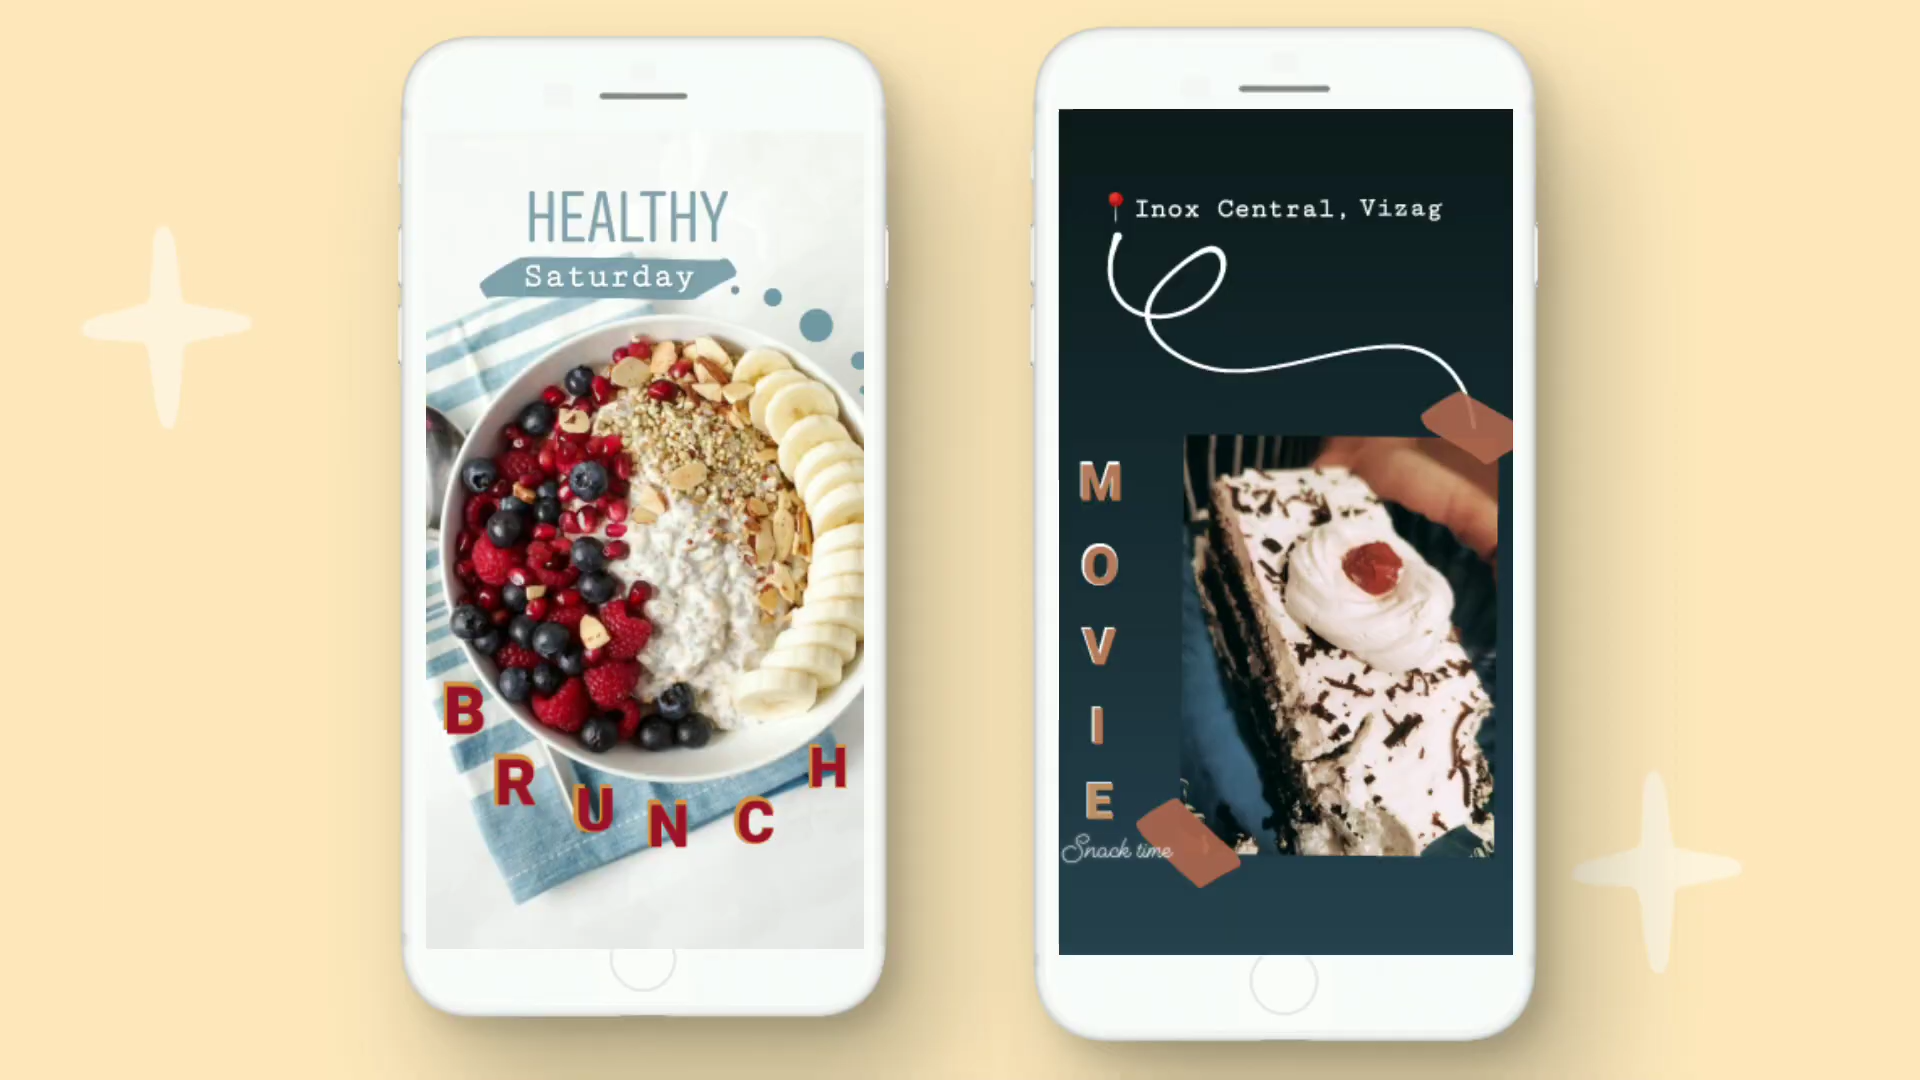 HEALTHY
Saturday
BRUNCH
Inox Central, Vizag
MOVIE
Snack time